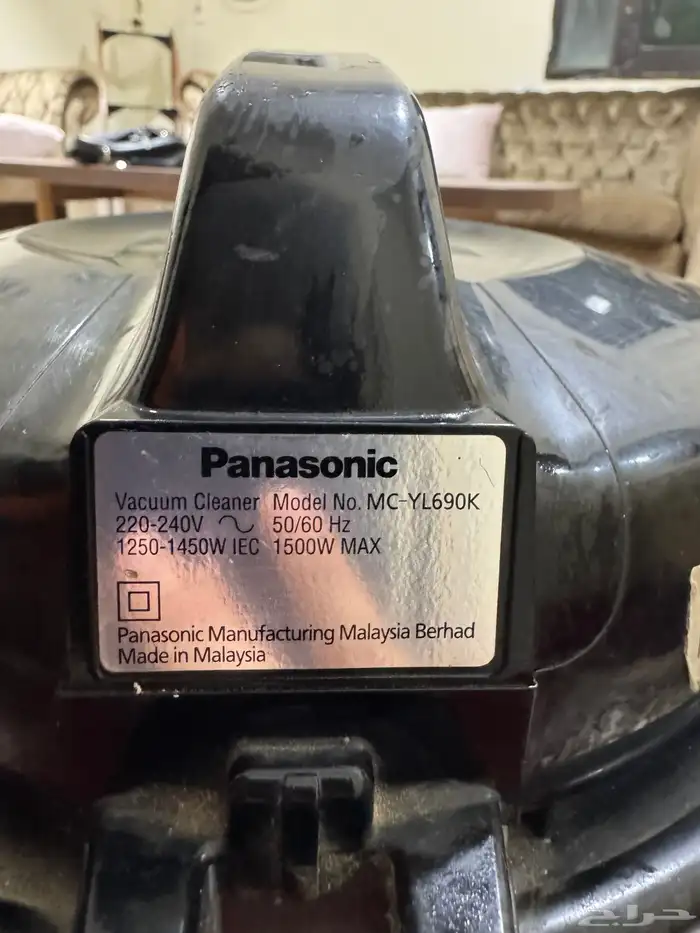 Panasonic
Vacuum Cleaner Model No. MC-YL690K
220-240V ~ 50/60 Hz
1250-1450W IEC 1500W MAX
Panasonic Manufacturing Malaysia Berhad
Made in Malaysia
حراج